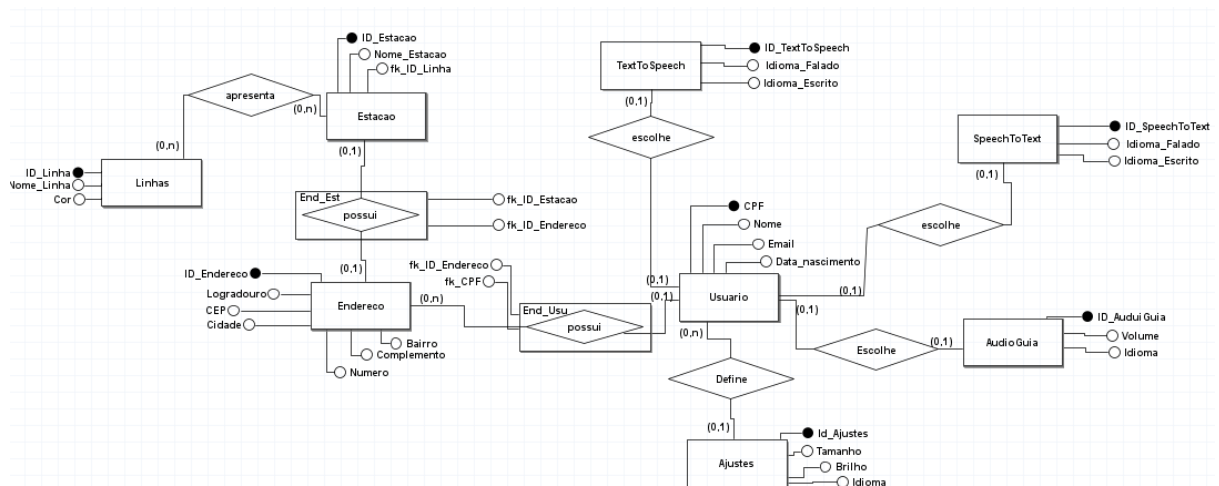 ID_Estacao
Nome_Estacao
fk_ID_Linha
apresenta
(0,n)
Estacao
(0,n)
(0,1)
ID_Linha
Nome_Linha
Cor
Linhas
End_Est
possui
fk_ID_Estacao
fk_ID_Endereco
(0,1)
ID_Endereco
Logradouro
CEP
Cidade
Endereco
(0,n)
Bairro
Complemento
Numero
fk_ID_Endereco
fk_CPF
End_Usu
possui
(0,1)
TextToSpeech
ID_TextToSpeech
Idioma_Falado
Idioma_Escrito
(0,1)
escolhe
(0,1)
CPF
Nome
Email
Data_nascimento
Usuario
(0,1)
(0,1)
(0,n)
SpeechToText
ID_SpeechToText
Idioma_Falado
Idioma_Escrito
(0,1)
escolhe
Escolhe
(0,1)
AudioGuia
ID_AuduiGuia
Volume
Idioma
Define
(0,1)
Ajustes
Id_Ajustes
Tamanho
Brilho
Idioma